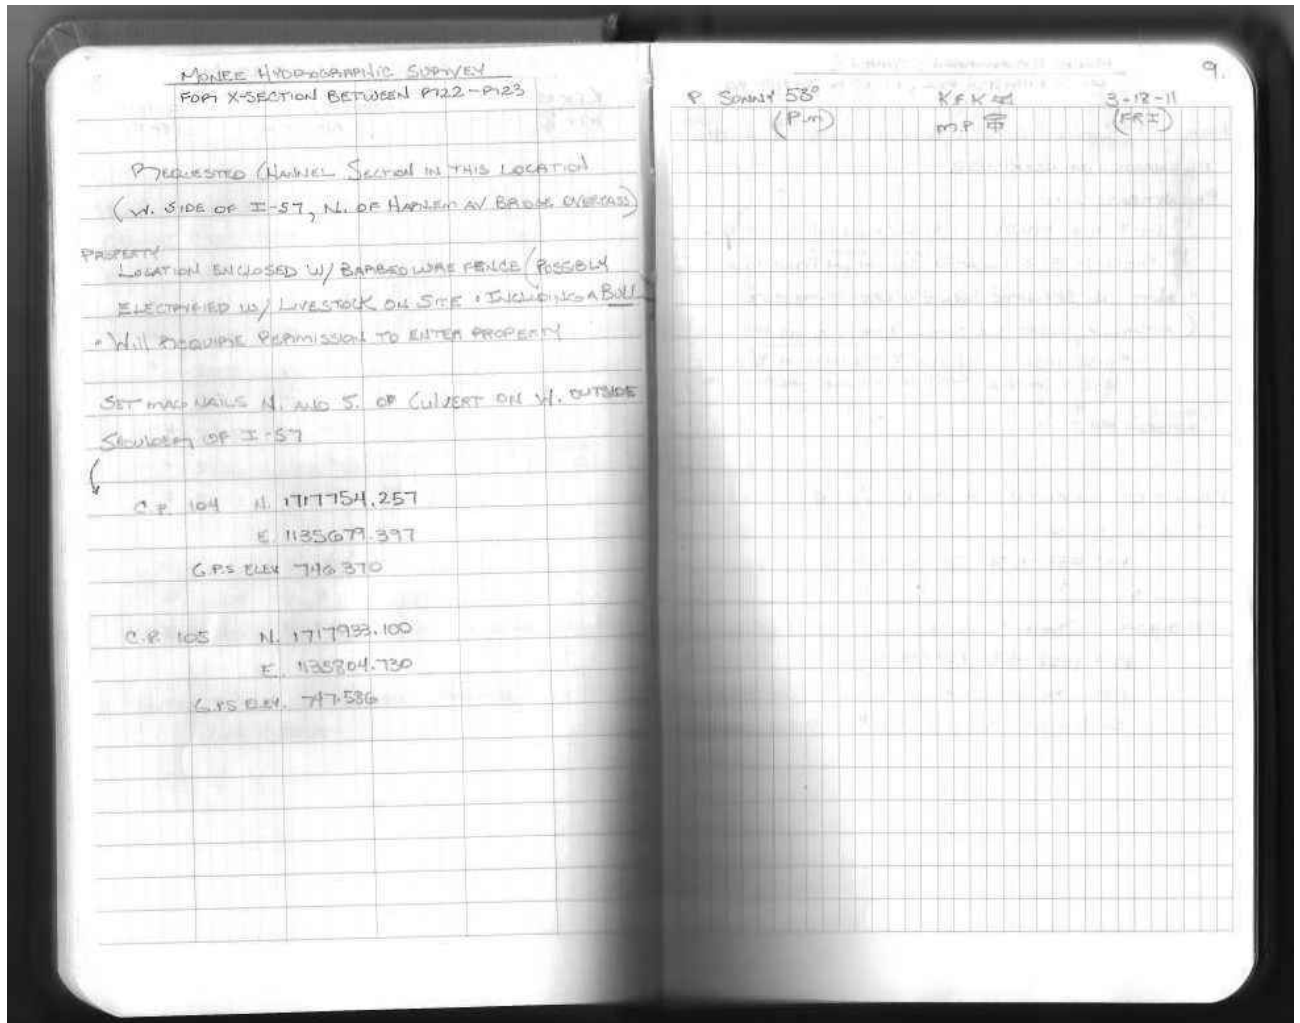 MONEE HYDROGRAPHIC SURVEY
FOR X-SECTION BETWEEN P122-P123
REQUESTED CHANNEL SECTION IN THIS LOCATION
(W. SIDE OF I-57, N. OF HARLEM AV BRIDGE OVERPASS)
PROPERTY
LOCATION ENCLOSED W/ BARBED WIRE FENCE (POSSIBLY
ELECTRIFIED W/ LIVESTOCK ON SITE • INCLUDING A BULL
• WILL REQUIRE PERMISSION TO ENTER PROPERTY
SET MAG NAILS N. AND S. OF CULVERT ON W. OUTSIDE
SHOULDER OF I-57
C.P. 104 N. 1717754.257
E. 1135679.397
G.P.S ELEV 746.370
C.P. 105 N. 1717933.100
E. 1135804.730
G.P.S ELEV. 747.586
9.
P. SONNY 58° K.F.K 3-18-11
(P.M) M.P (FRI)